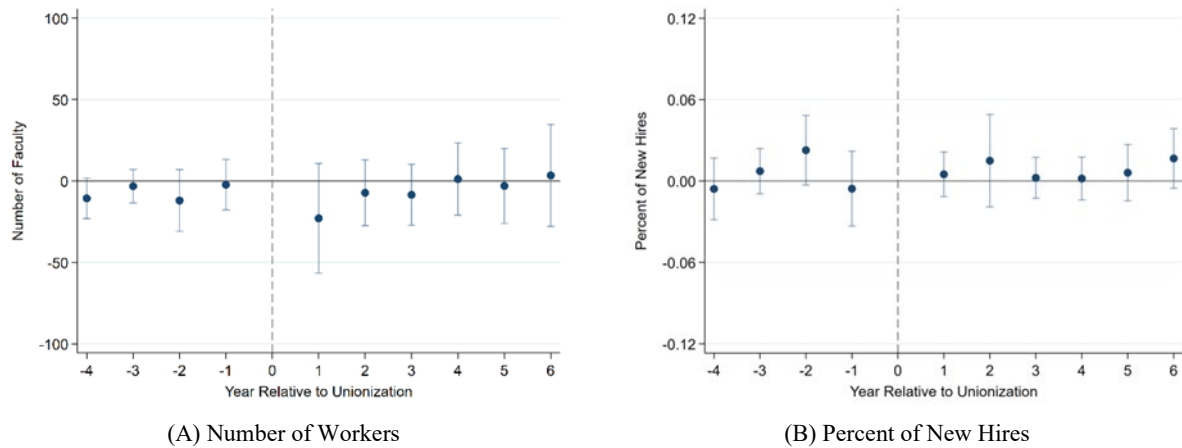 100
50
0
-50
-100
Number of Faculty
-4 -3 -2 -1 0 1 2 3 4 5 6
Year Relative to Unionization
(A) Number of Workers
0.12
0.06
0.00
-0.06
-0.12
Percent of New Hires
-4 -3 -2 -1 0 1 2 3 4 5 6
Year Relative to Unionization
(B) Percent of New Hires